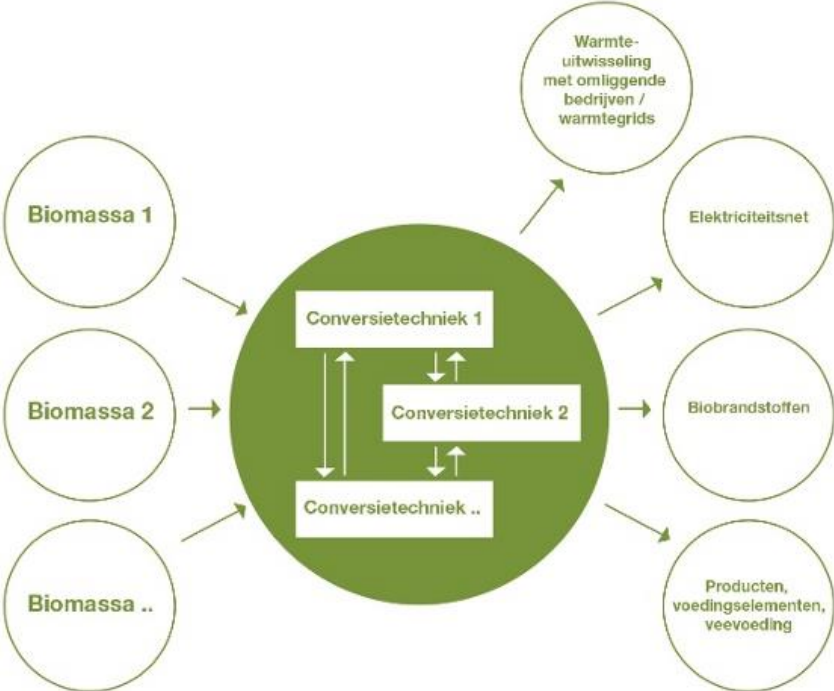 Warmte-
uitwisseling
met omliggende
bedrijven /
warmtegrids
Biomassa 1
Elektriciteitsnet
Conversietechniek 1
Biomassa 2
Conversietechniek 2
Biobrandstoffen
Conversietechniek ..
Biomassa ..
Producten,
voedingselementen,
veevoeding